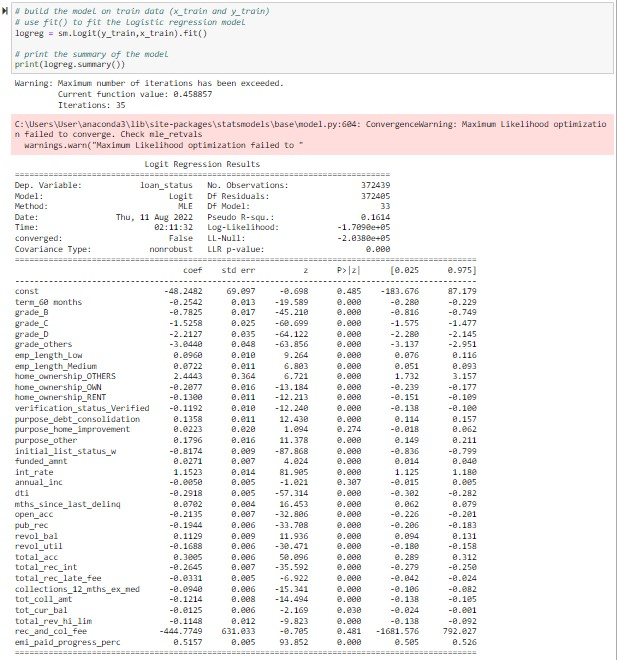 # build the model on train data (x_train and y_train)
# use fit() to fit the logistic regression model
logreg = sm.Logit(y_train,x_train).fit()
# print the summary of the model
print(logreg.summary())
Warning: Maximum number of iterations has been exceeded.
Current function value: 0.458857
Iterations: 35
C:\Users\User\anaconda3\lib\site-packages\statsmodels\base\model.py:604: ConvergenceWarning: Maximum Likelihood optimizatio
n failed to converge. Check mle_retvals
warnings.warn("Maximum Likelihood optimization failed to "
Logit Regression Results
Dep. Variable: loan_status No. Observations: 372439
Model: Logit Df Residuals: 372405
Method: MLE Df Model: 33
Date: Thu, 11 Aug 2022 Pseudo R-squ.: 0.1614
Time: 02:11:32 Log-Likelihood: -1.7090e+05
converged: False LL-Null: -2.0380e+05
Covariance Type: nonrobust LLR p-value: 0.000
coef std err z P>|z| [0.025 0.975]
const -48.2482 69.097 -0.698 0.485 -183.676 87.179
term_60 months -0.2542 0.013 -19.589 0.000 -0.280 -0.229
grade_B -0.7825 0.017 -45.210 0.000 -0.816 -0.749
grade_C -1.5258 0.025 -60.699 0.000 -1.575 -1.477
grade_D -2.2127 0.035 -64.122 0.000 -2.280 -2.145
grade_others -3.0440 0.048 -63.856 0.000 -3.137 -2.951
emp_length_Low 0.0960 0.010 9.264 0.000 0.076 0.116
emp_length_Medium 0.0722 0.011 6.803 0.000 0.051 0.093
home_ownership_OTHERS 2.4443 0.364 6.721 0.000 1.732 3.157
home_ownership_OWN -0.2077 0.016 -13.184 0.000 -0.239 -0.177
home_ownership_RENT -0.1300 0.011 -12.213 0.000 -0.151 -0.109
verification_status_Verified -0.1192 0.010 -12.240 0.000 -0.138 -0.100
purpose_debt_consolidation 0.1358 0.011 12.430 0.000 0.114 0.157
purpose_home_improvement 0.0223 0.020 1.094 0.274 -0.018 0.062
purpose_other 0.1796 0.016 11.378 0.000 0.149 0.211
initial_list_status_w -0.8174 0.009 -87.868 0.000 -0.836 -0.799
funded_amnt 0.0271 0.007 4.024 0.000 0.014 0.040
int_rate 1.1523 0.014 81.905 0.000 1.125 1.180
annual_inc -0.0050 0.005 -1.021 0.307 -0.015 0.005
dti -0.2918 0.005 -57.314 0.000 -0.302 -0.282
mths_since_last_delinq 0.0702 0.004 16.453 0.000 0.062 0.079
open_acc -0.2135 0.007 -32.806 0.000 -0.226 -0.201
pub_rec -0.1944 0.006 -33.708 0.000 -0.206 -0.183
revol_bal 0.1129 0.009 11.936 0.000 0.094 0.131
revol_util -0.1688 0.006 -30.471 0.000 -0.180 -0.158
total_acc 0.3005 0.006 50.096 0.000 0.289 0.312
total_rec_int -0.2645 0.007 -35.592 0.000 -0.279 -0.250
total_rec_late_fee -0.0331 0.005 -6.922 0.000 -0.042 -0.024
collections_12_mths_ex_med -0.0940 0.006 -15.341 0.000 -0.106 -0.082
tot_coll_amt -0.1214 0.008 -14.494 0.000 -0.138 -0.105
tot_cur_bal -0.0125 0.006 -2.169 0.030 -0.024 -0.001
total_rev_hi_lim -0.1148 0.012 -9.823 0.000 -0.138 -0.092
rec_and_col_fee -444.7749 631.033 -0.705 0.481 -1681.576 792.027
emi_paid_progress_perc 0.5157 0.005 93.852 0.000 0.505 0.526